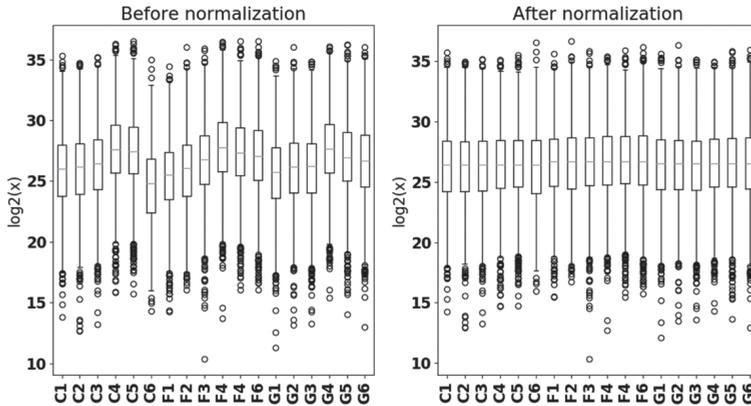 Before normalization
After normalization
log2(x)
35
30
25
20
15
10
C1 C2 C3 C4 C5 C6 F1 F2 F3 F4 F4 F6 G1 G2 G3 G4 G5 G6
log2(x)
35
30
25
20
15
10
C1 C2 C3 C4 C5 C6 F1 F2 F3 F4 F4 F6 G1 G2 G3 G4 G5 G6